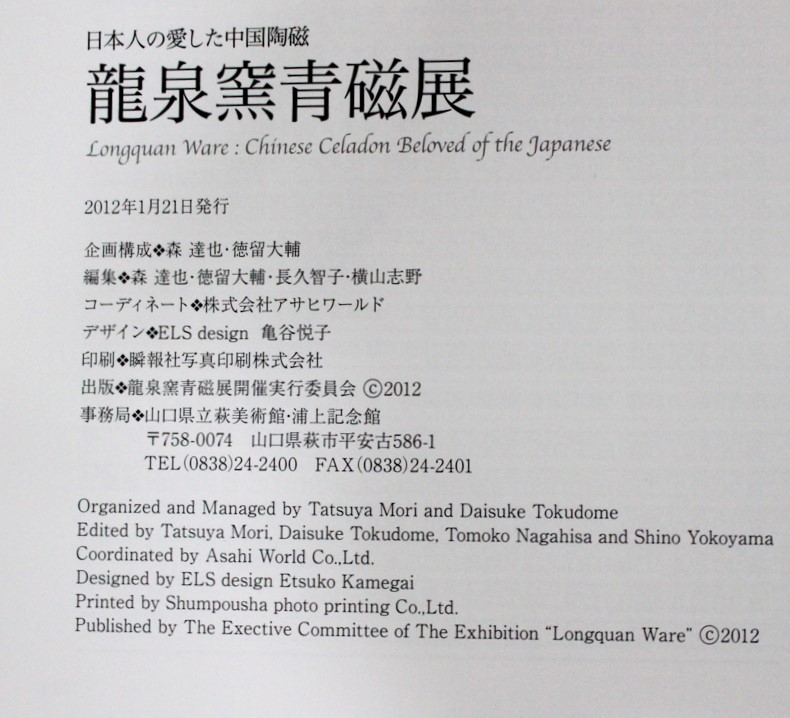 日本人の愛した中国陶磁
龍泉窯青磁展
Longquan Ware : Chinese Celadon Beloved of the Japanese
2012年1月21日発行
企画構成❖森 達也·徳留大輔
編集❖森 達也·徳留大輔·長久智子·横山志野
コーディネート❖株式会社アサヒワールド
デザイン❖ELS design 亀谷悦子
印刷❖瞬報社写真印刷株式会社
出版❖龍泉窯青磁展開催実行委員会 ©2012
事務局❖山口県立萩美術館·浦上記念館
〒758-0074 山口県萩市平安古586-1
TEL(0838)24-2400 FAX(0838)24-2401
Organized and Managed by Tatsuya Mori and Daisuke Tokudome
Edited by Tatsuya Mori, Daisuke Tokudome, Tomoko Nagahisa and Shino Yokoyama
Coordinated by Asahi World Co.,Ltd.
Designed by ELS design Etsuko Kamegai
Printed by Shumpousha photo printing Co.,Ltd.
Published by The Exective Committee of The Exhibition “Longquan Ware” ©2012